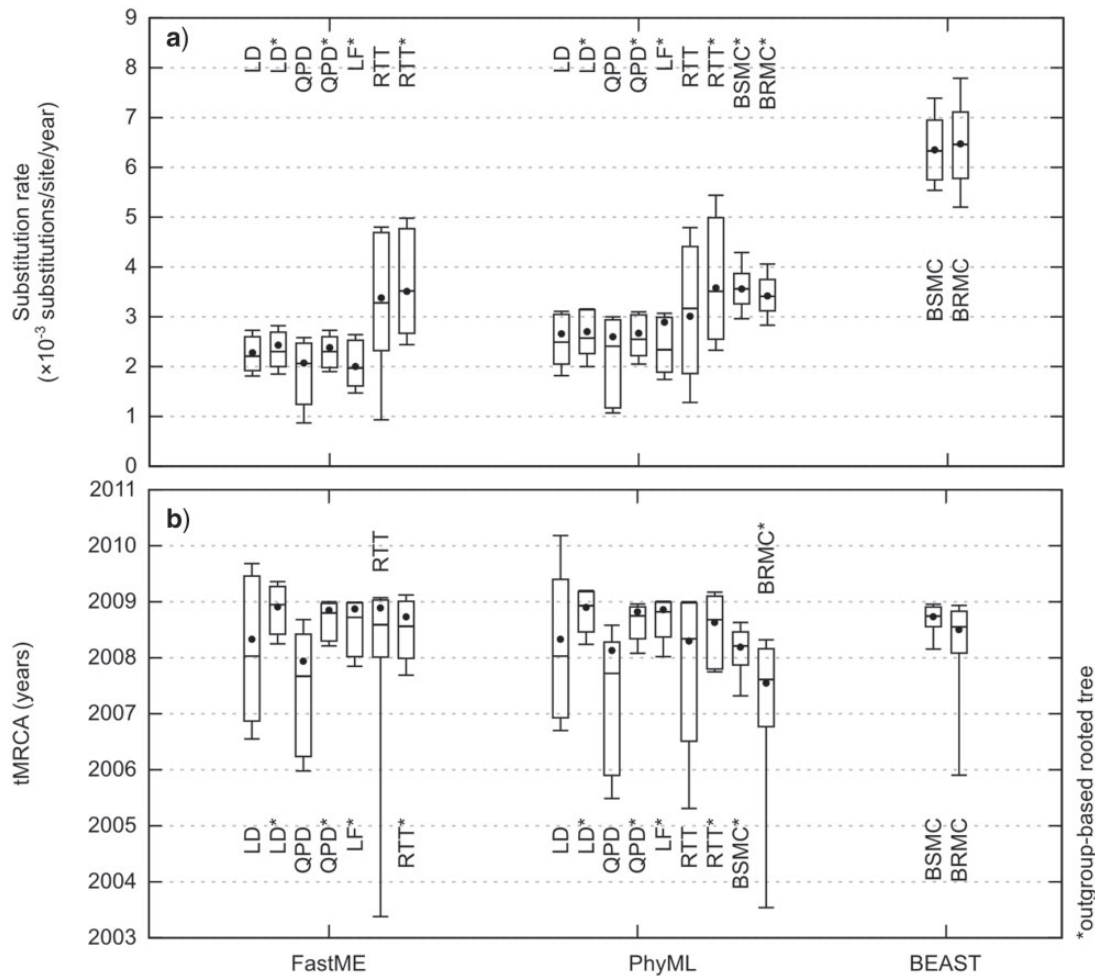 a)
9
8
7
6
5
4
3
2
1
0
Substitution rate
(×10⁻³ substitutions/site/year)
LD
LD*
QPD
QPD*
LF*
RTT
RTT*
LD
LD*
QPD
QPD*
LF*
RTT
RTT*
BSMC*
BRMC*
BSMC
BRMC
b)
2011
2010
2009
2008
2007
2006
2005
2004
2003
tMRCA (years)
LD
LD*
QPD
QPD*
LF*
RTT
RTT*
LD
LD*
QPD
QPD*
LF*
RTT
RTT*
BSMC*
BRMC*
BSMC
BRMC
FastME
PhyML
BEAST
*outgroup-based rooted tree